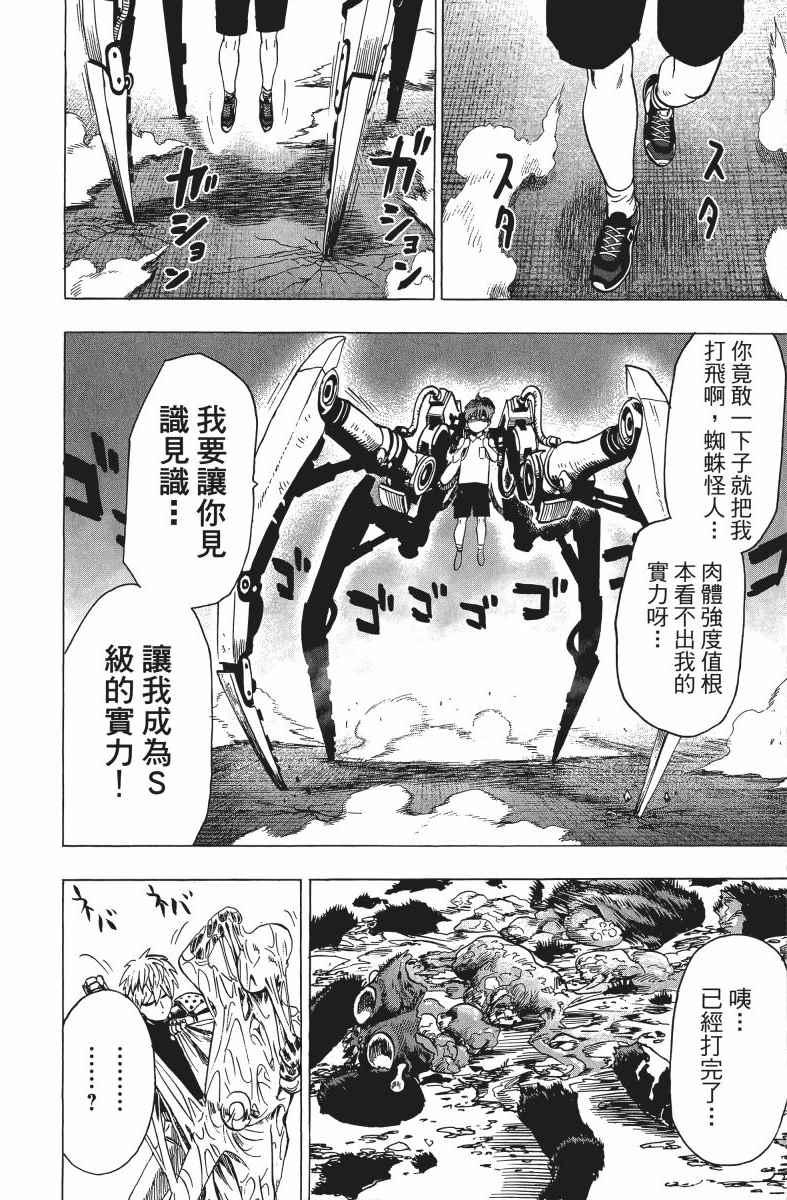 スタ
スタ
ガション
ガション
你竟敢一下子就把我
打飛啊，蜘蛛怪人…
肉體強度值根
本看不出我的
實力呀…
ゴゴゴゴゴゴ
我要讓你見
識見識…
讓我成為S
級的實力！
咦…
已經打完了…
ネバ
ネバ
………
………？